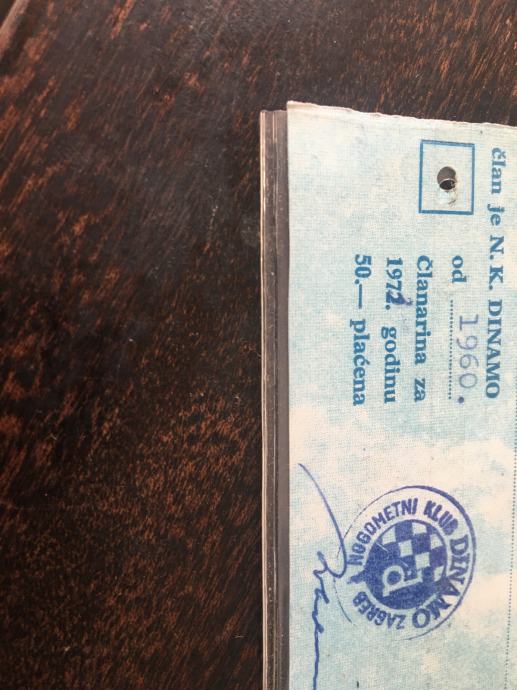 član je N. K. DINAMO
od 1960.
Članarina za
1972. godinu
50.— plaćena
NOGOMETNI KLUB DINAMO ZAGREB